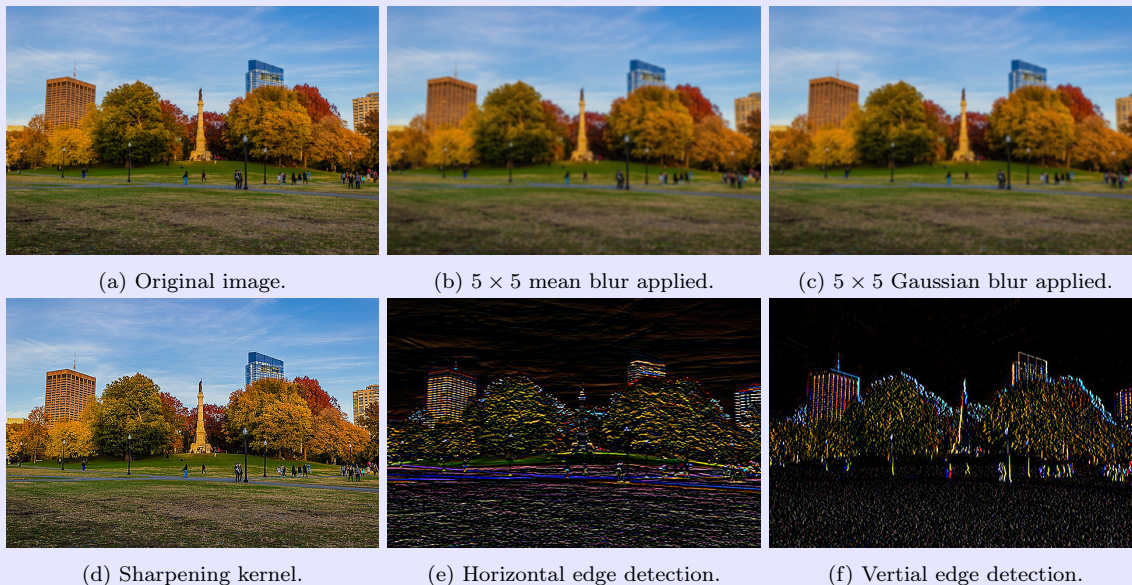 (a) Original image.
(b) 5 × 5 mean blur applied.
(c) 5 × 5 Gaussian blur applied.
(d) Sharpening kernel.
(e) Horizontal edge detection.
(f) Vertial edge detection.